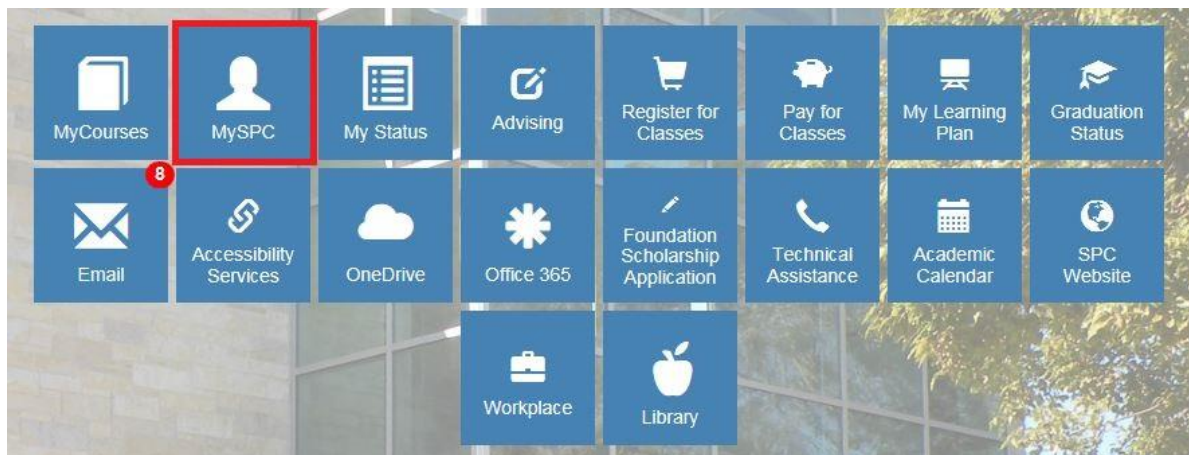 MyCourses
MySPC
My Status
Advising
Register for
Classes
Pay for
Classes
My Learning
Plan
Graduation
Status
8
Email
Accessibility
Services
OneDrive
Office 365
Foundation
Scholarship
Application
Technical
Assistance
Academic
Calendar
SPC
Website
Workplace
Library